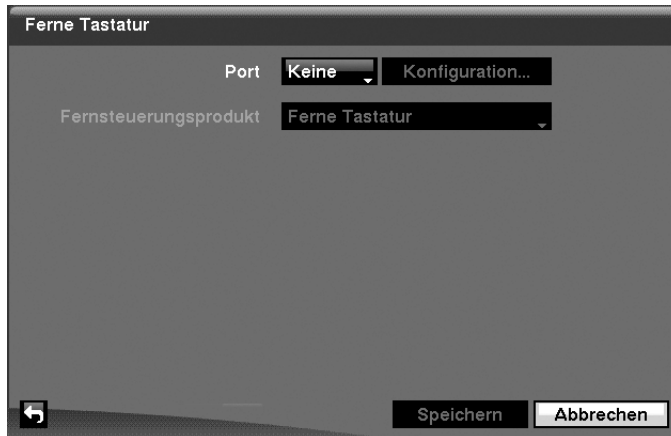 Ferne Tastatur
Port Keine Konfiguration...
Fernsteuerungsprodukt Ferne Tastatur
Speichern Abbrechen